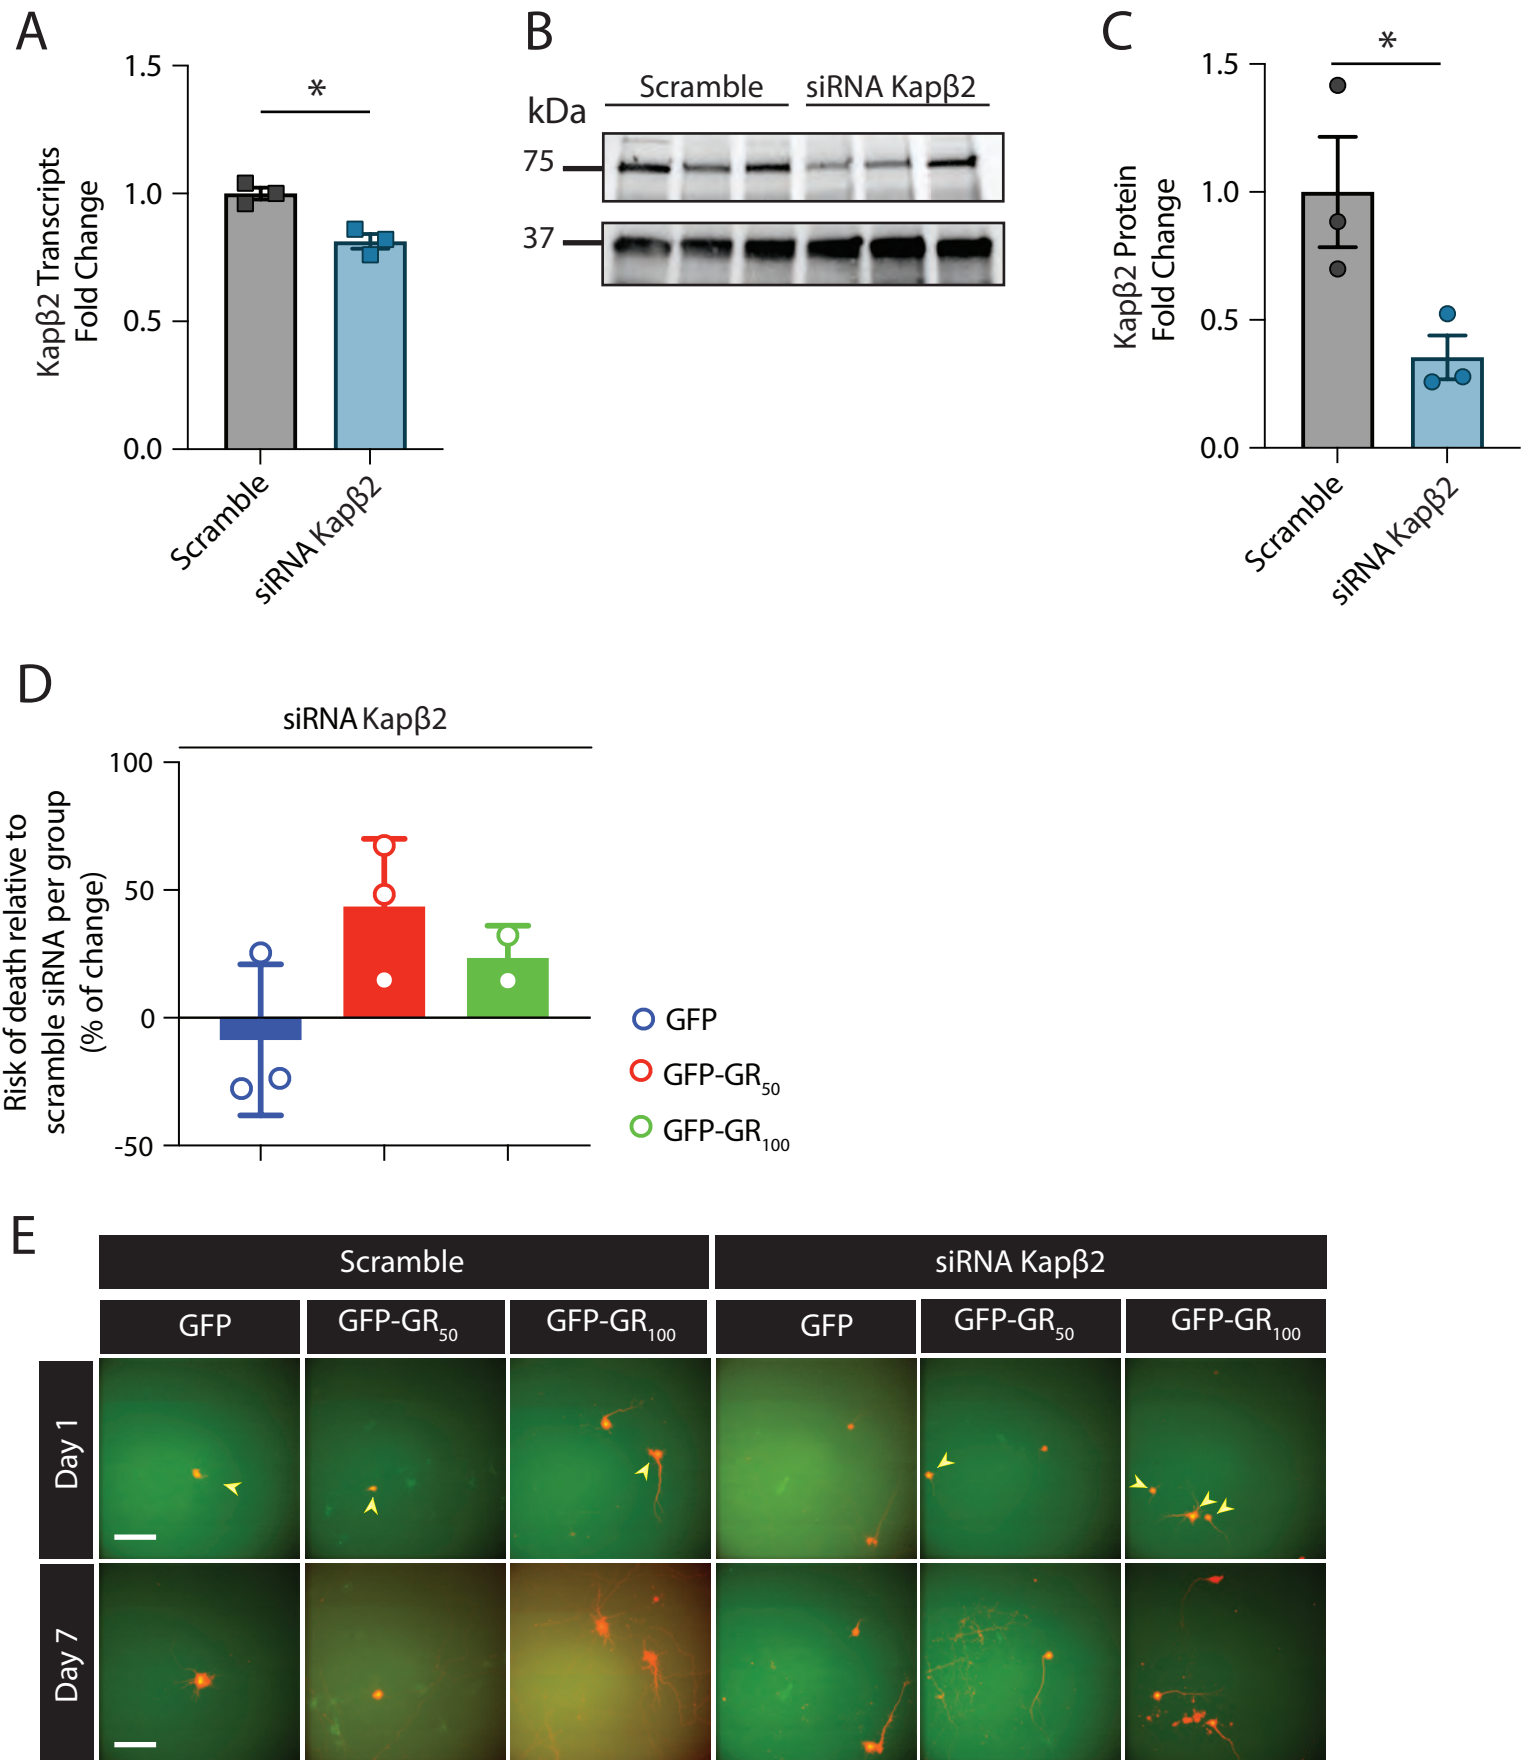 A
1.5
1.0
0.5
0.0
Kapβ2 Transcripts
Fold Change
*
Scramble
siRNA Kapβ2
B
Scramble
siRNA Kapβ2
kDa
75
37
C
1.5
1.0
0.5
0.0
Kapβ2 Protein
Fold Change
*
Scramble
siRNA Kapβ2
D
siRNA Kapβ2
100
50
0
-50
Risk of death relative to
scramble siRNA per group
(% of change)
GFP
GFP-GR50
GFP-GR100
E
Scramble
siRNA Kapβ2
GFP
GFP-GR50
GFP-GR100
GFP
GFP-GR50
GFP-GR100
Day 1
Day 7